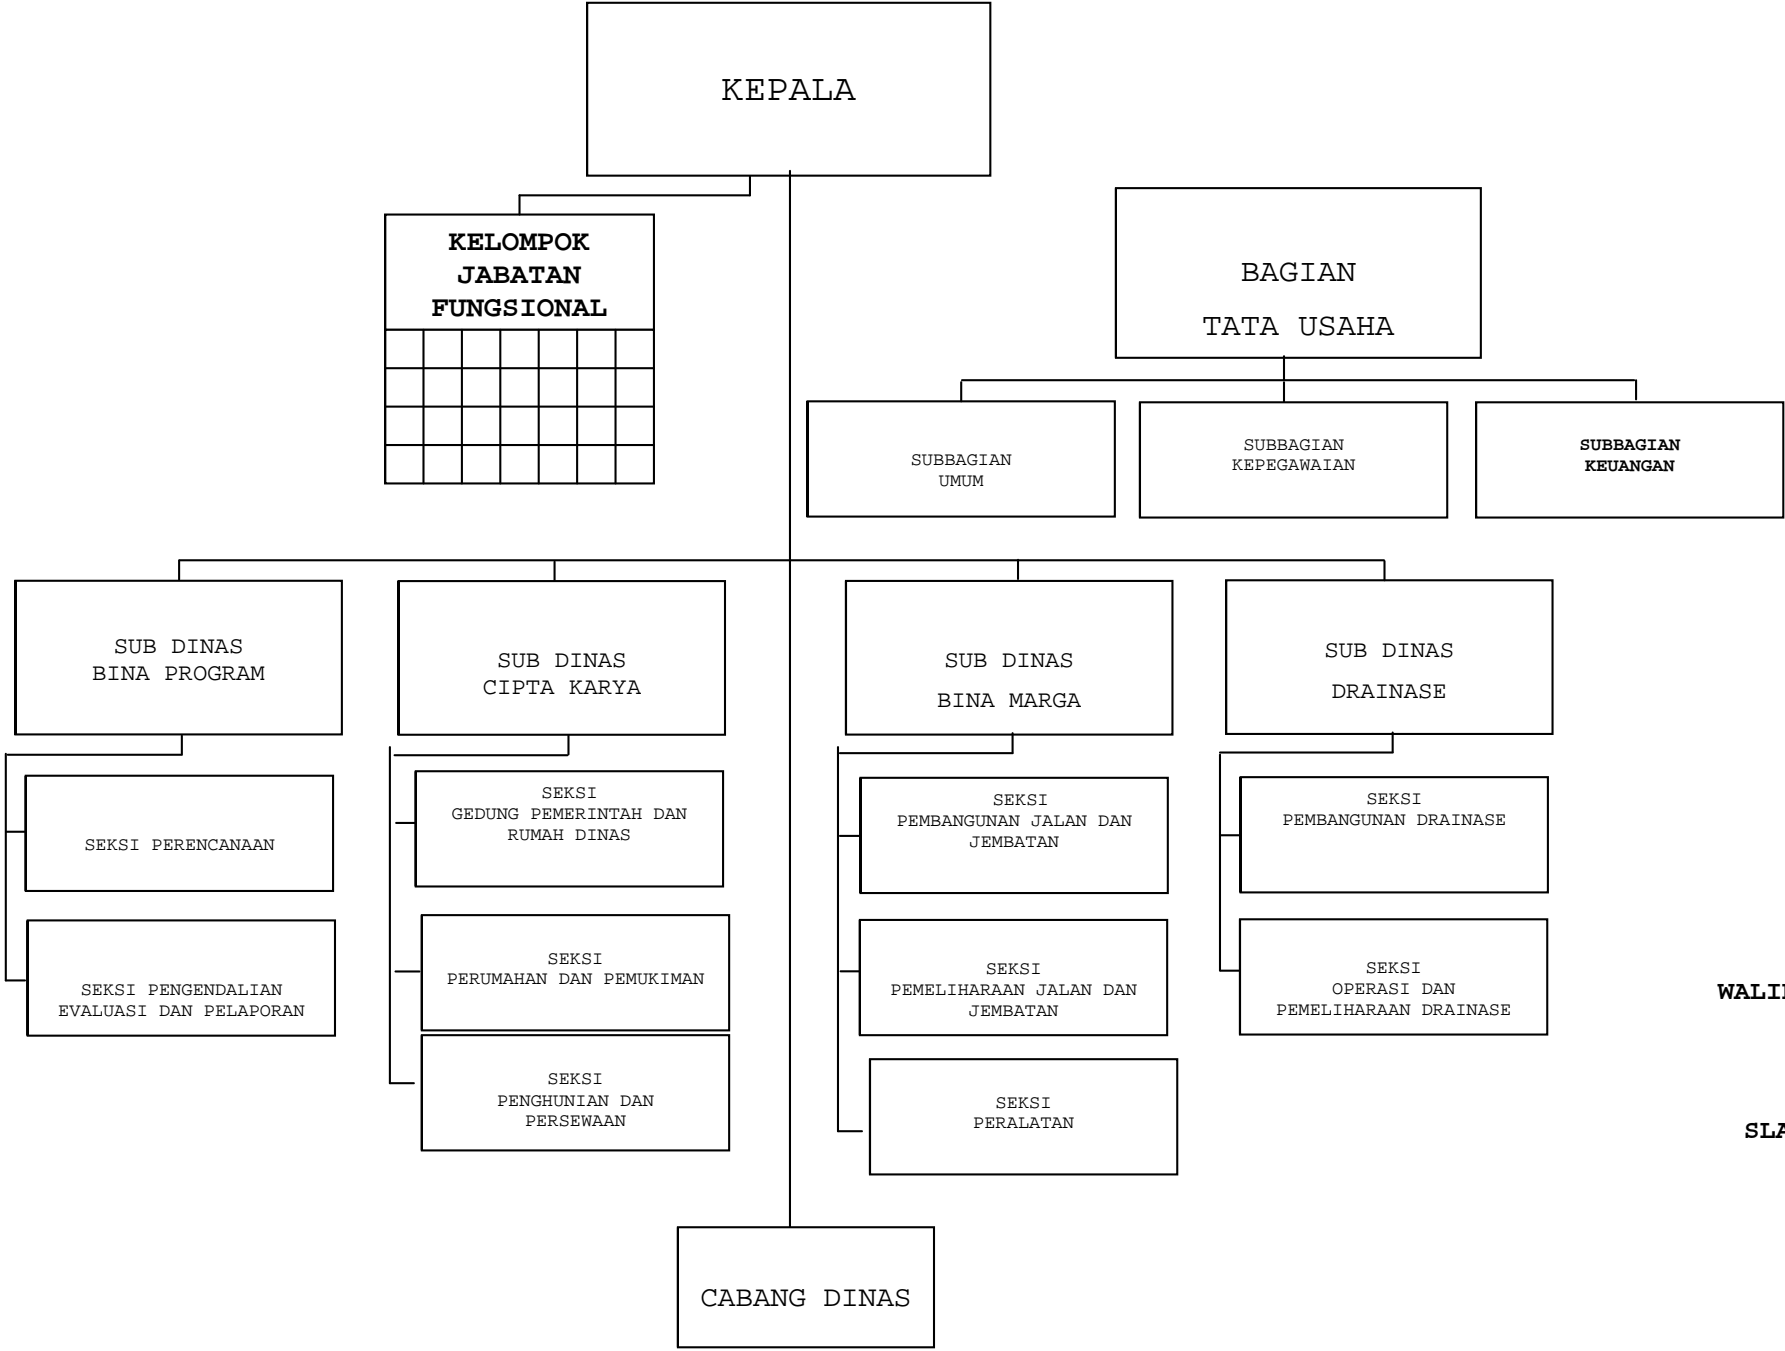 KEPALA
KELOMPOK
JABATAN
FUNGSIONAL
BAGIAN
TATA USAHA
SUBBAGIAN
UMUM
SUBBAGIAN
KEPEGAWAIAN
SUBBAGIAN
KEUANGAN
SUB DINAS
BINA PROGRAM
SUB DINAS
CIPTA KARYA
SUB DINAS
BINA MARGA
SUB DINAS
DRAINASE
SEKSI PERENCANAAN
SEKSI PENGENDALIAN
EVALUASI DAN PELAPORAN
SEKSI
GEDUNG PEMERINTAH DAN
RUMAH DINAS
SEKSI
PERUMAHAN DAN PEMUKIMAN
SEKSI
PENGHUNIAN DAN
PERSEWAAN
SEKSI
PEMBANGUNAN JALAN DAN
JEMBATAN
SEKSI
PEMELIHARAAN JALAN DAN
JEMBATAN
SEKSI
PERALATAN
SEKSI
PEMBANGUNAN DRAINASE
SEKSI
OPERASI DAN
PEMELIHARAAN DRAINASE
CABANG DINAS